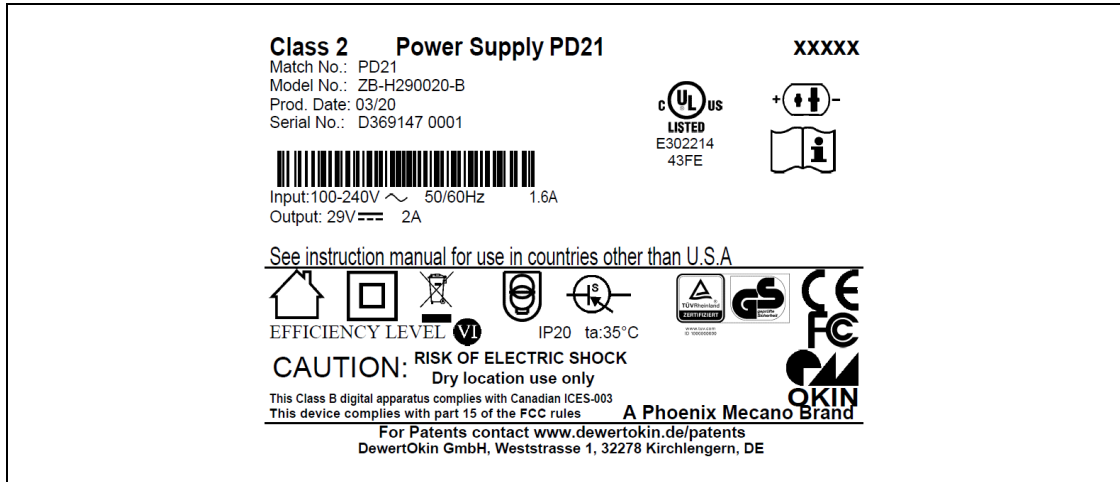 Class 2 Power Supply PD21 xxxxx
Match No.: PD21
Model No.: ZB-H290020-B
Prod. Date: 03/20
Serial No.: D369147 0001
C UL US
LISTED
E302214
43FE
+ -
i
Input:100-240V 50/60Hz 1.6A
Output: 29V 2A
See instruction manual for use in countries other than U.S.A
S
TÜVRheinland
ZERTIFIZIERT
GS
geprüfte
Sicherheit
CE
www.tuv.com
FC
EFFICIENCY LEVEL VI IP20 ta:35°C
CAUTION: RISK OF ELECTRIC SHOCK
Dry location use only
OKIN
This Class B digital apparatus complies with Canadian ICES-003
This device complies with part 15 of the FCC rules A Phoenix Mecano Brand
For Patents contact www.dewertokin.de/patents
DewertOkin GmbH, Weststrasse 1, 32278 Kirchlengern, DE